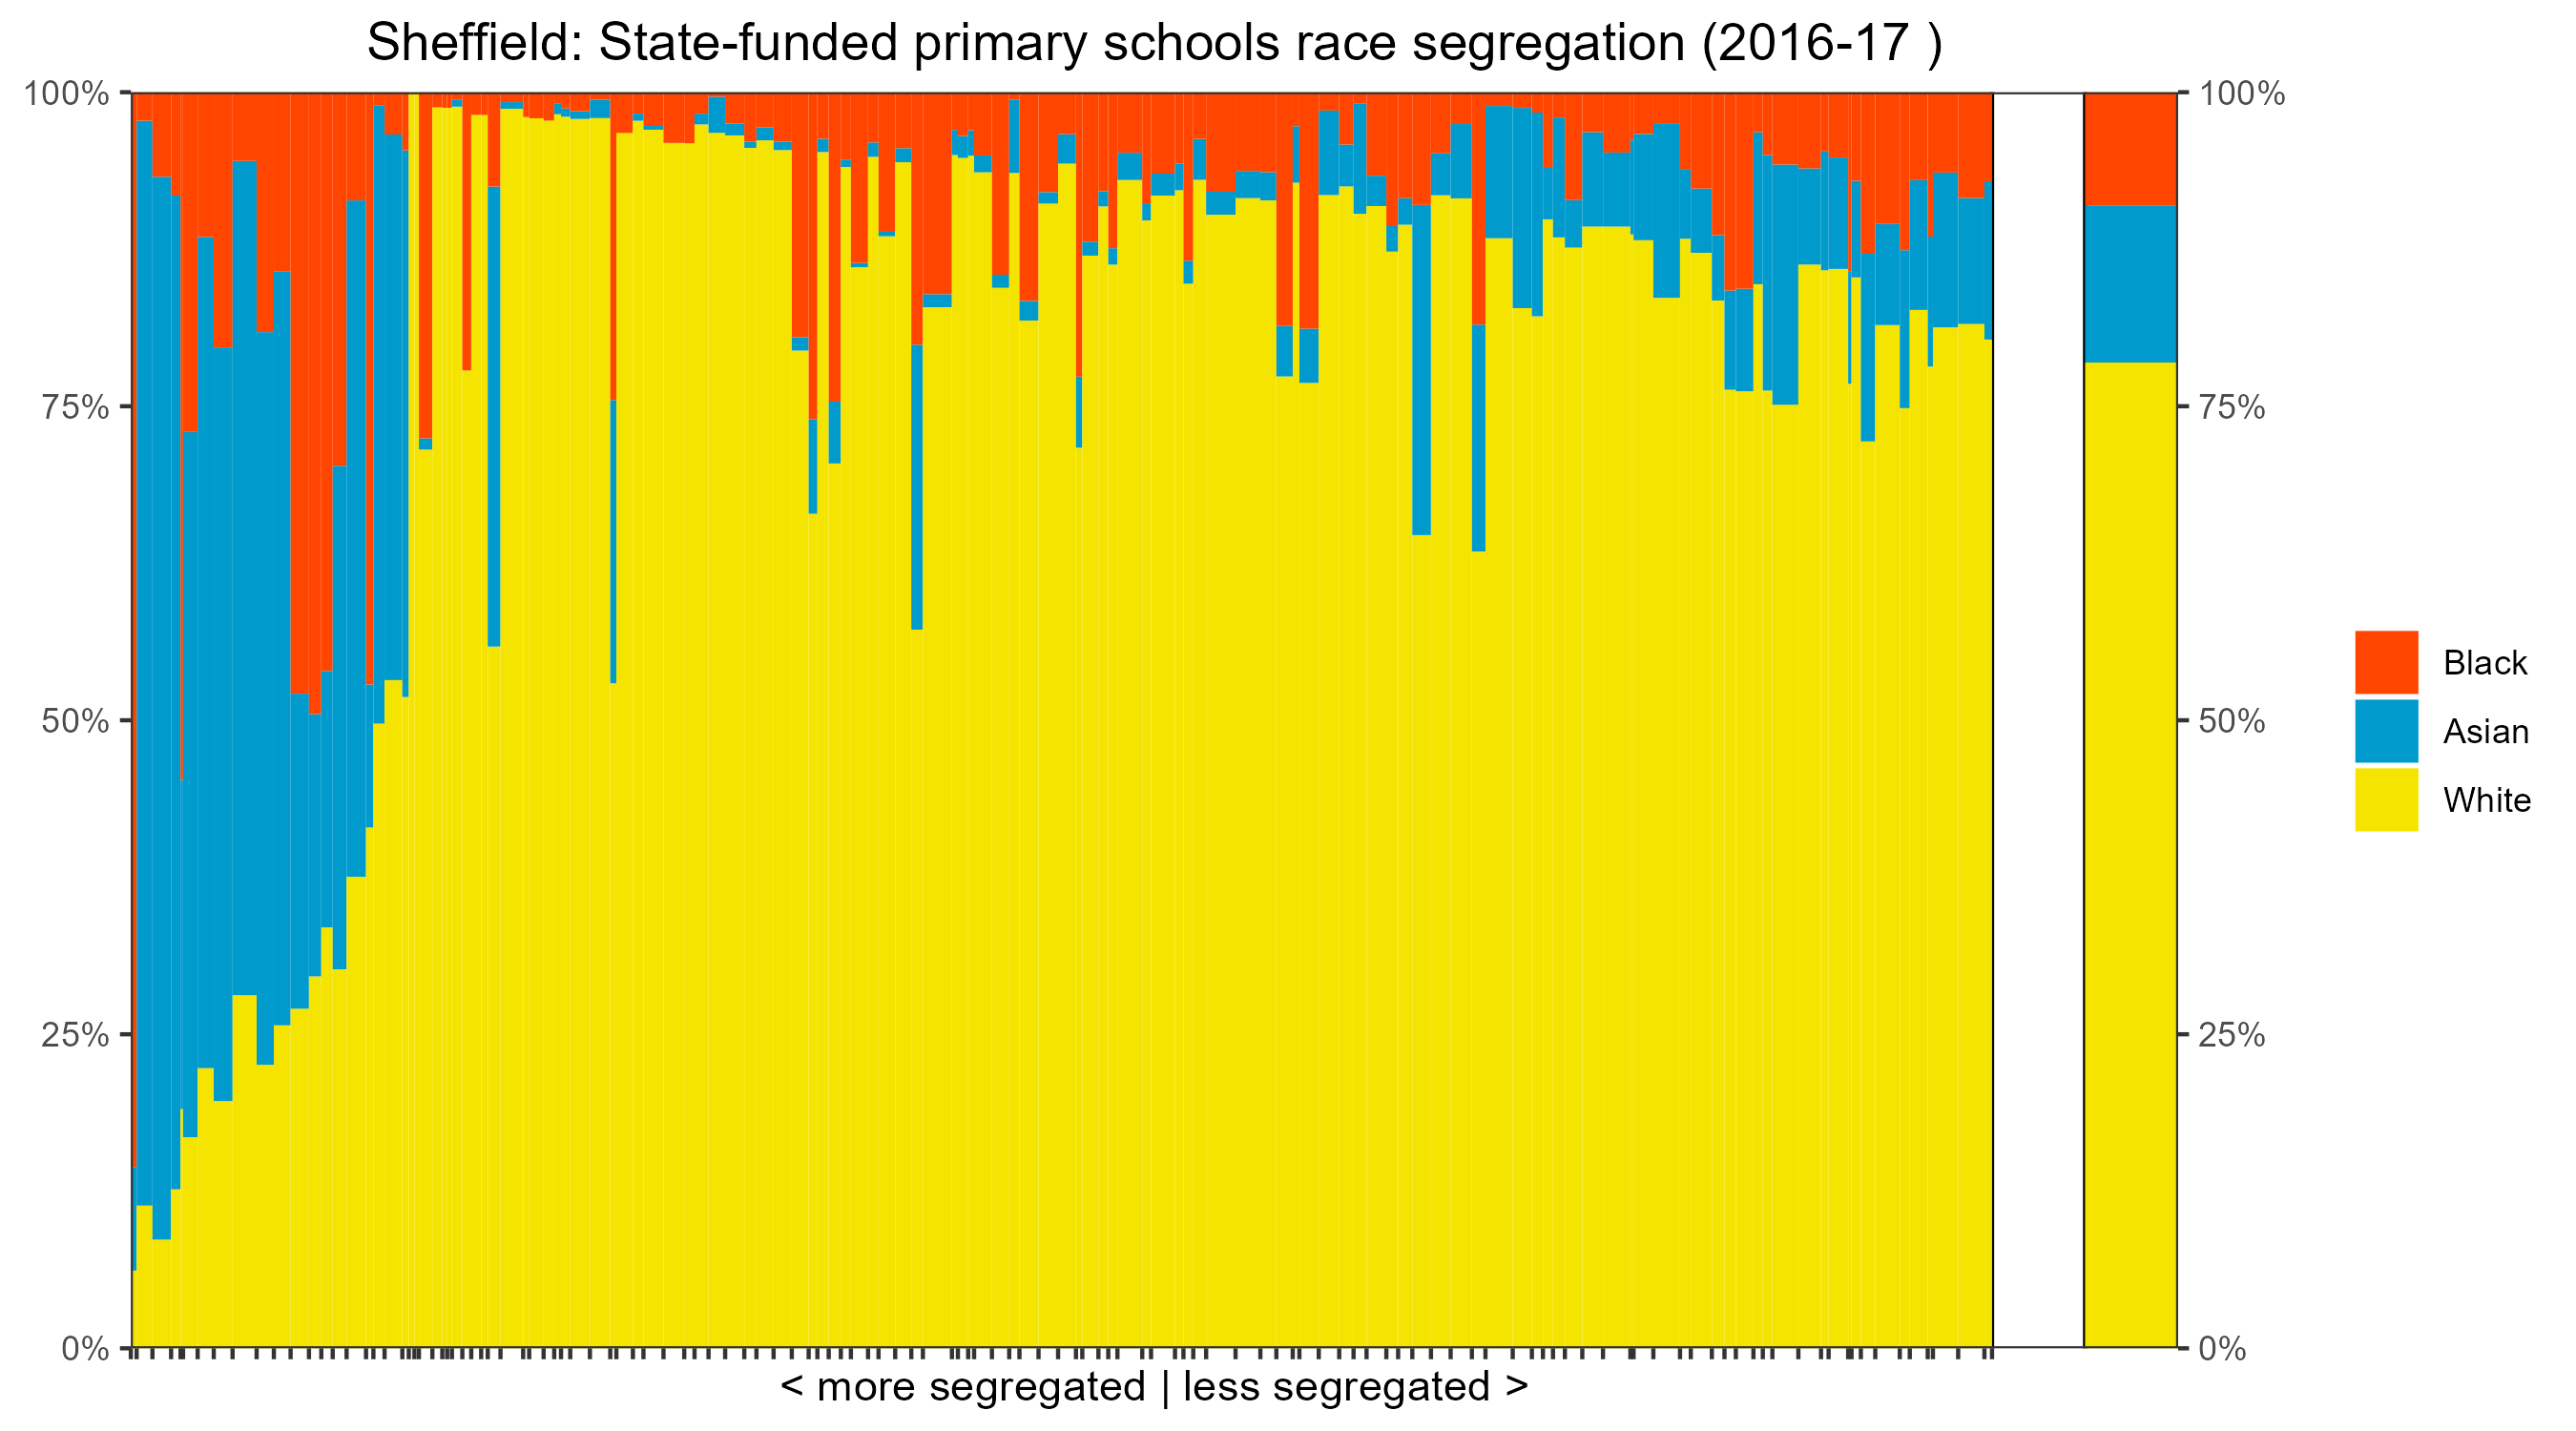 Sheffield: State-funded primary schools race segregation (2016-17 )
100%
75%
50%
25%
0%
100%
75%
50%
25%
0%
Black
Asian
White
< more segregated | less segregated >